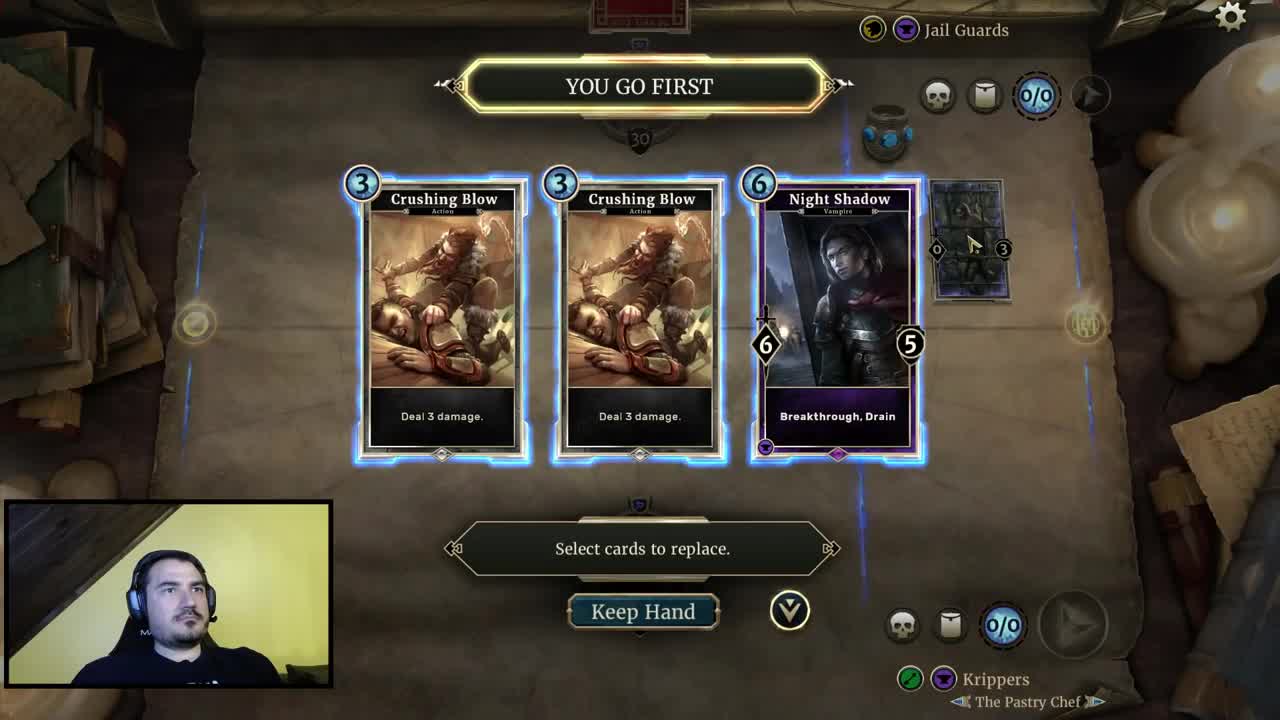 Jail Guards
YOU GO FIRST
0/0
30
3
Crushing Blow
Action
Deal 3 damage.
3
Crushing Blow
Action
Deal 3 damage.
6
Night Shadow
Vampire
6
5
Breakthrough, Drain
0
3
Select cards to replace.
Keep Hand
0/0
Krippers
The Pastry Chef